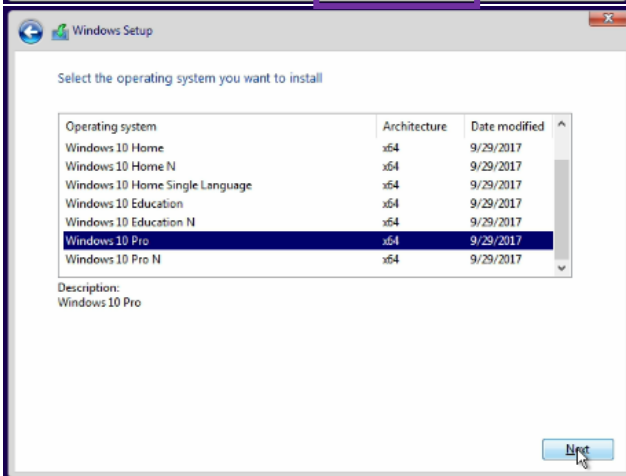 Windows Setup
Select the operating system you want to install
Operating system Architecture Date modified
Windows 10 Home x64 9/29/2017
Windows 10 Home N x64 9/29/2017
Windows 10 Home Single Language x64 9/29/2017
Windows 10 Education x64 9/29/2017
Windows 10 Education N x64 9/29/2017
Windows 10 Pro x64 9/29/2017
Windows 10 Pro N x64 9/29/2017
Description:
Windows 10 Pro
Next